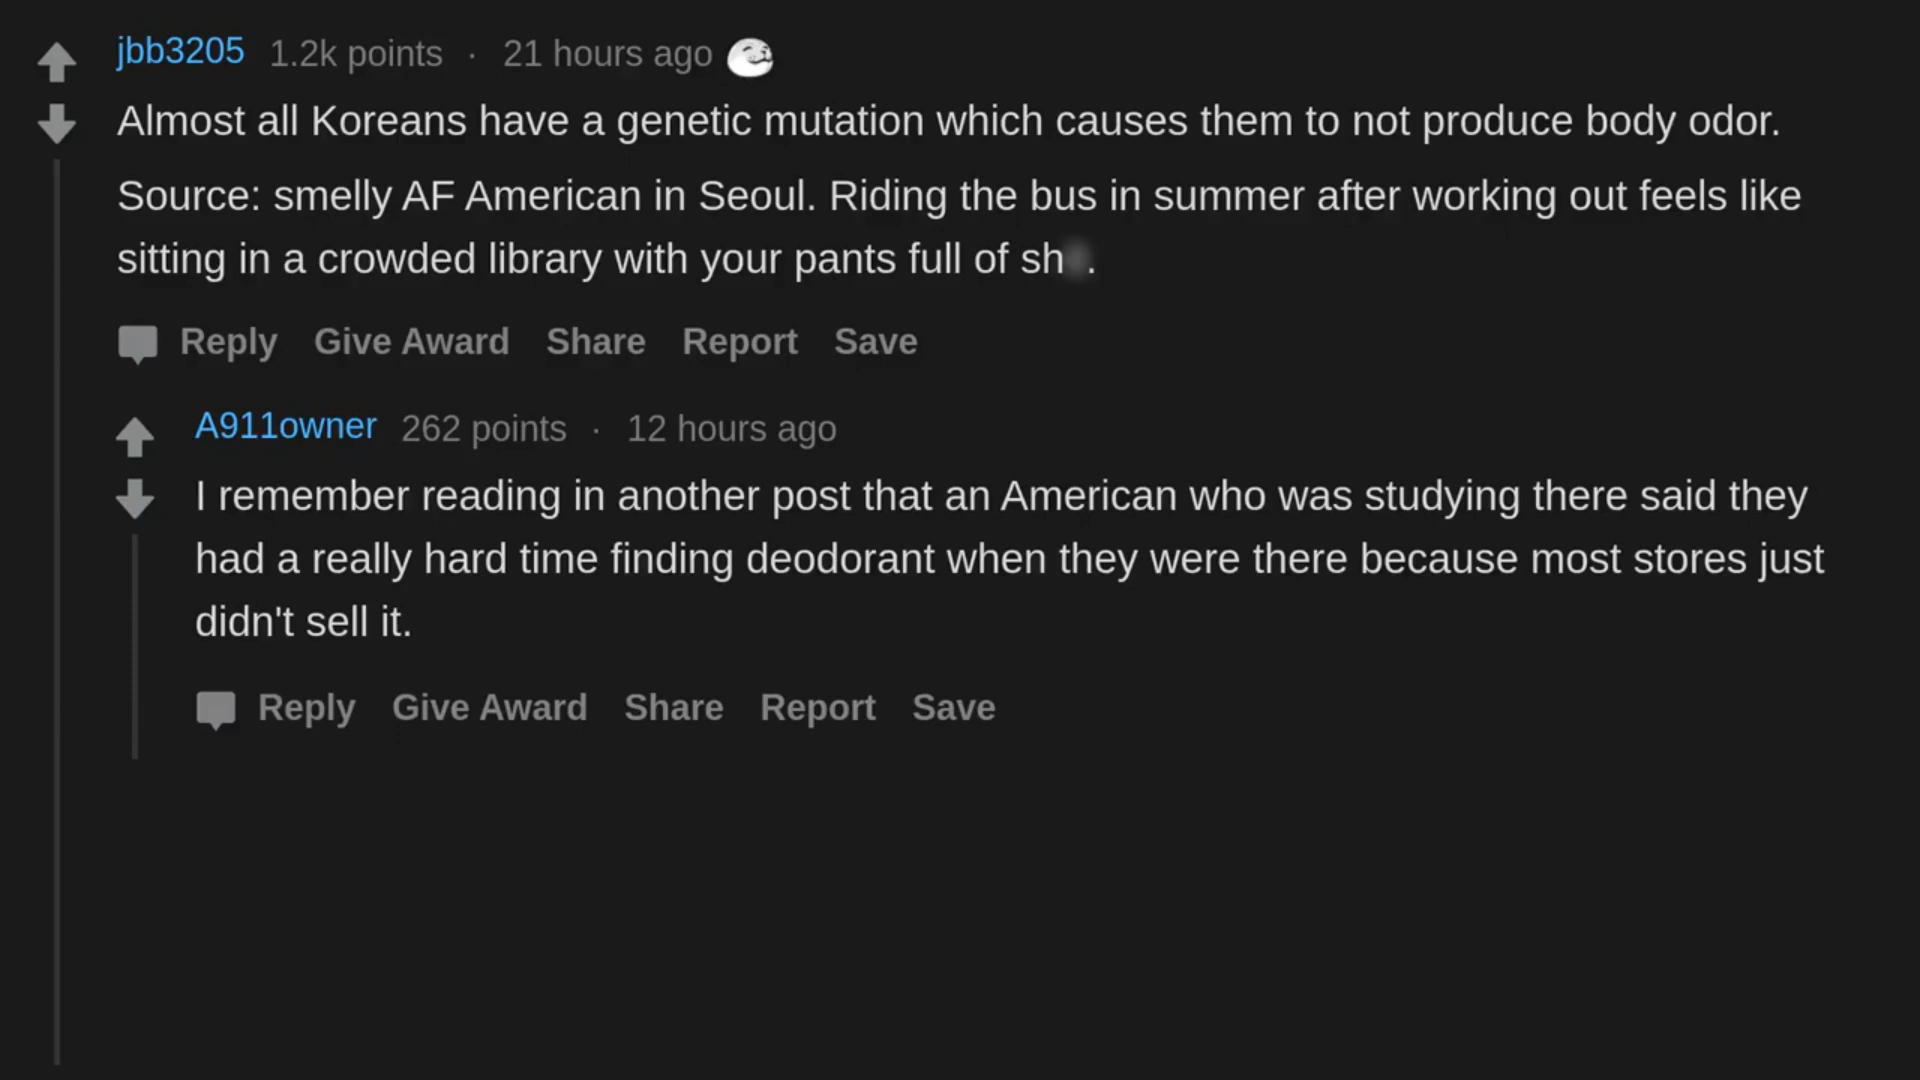 jbb3205 1.2k points · 21 hours ago
Almost all Koreans have a genetic mutation which causes them to not produce body odor.
Source: smelly AF American in Seoul. Riding the bus in summer after working out feels like
sitting in a crowded library with your pants full of sh .
Reply Give Award Share Report Save
A911owner 262 points · 12 hours ago
I remember reading in another post that an American who was studying there said they
had a really hard time finding deodorant when they were there because most stores just
didn't sell it.
Reply Give Award Share Report Save